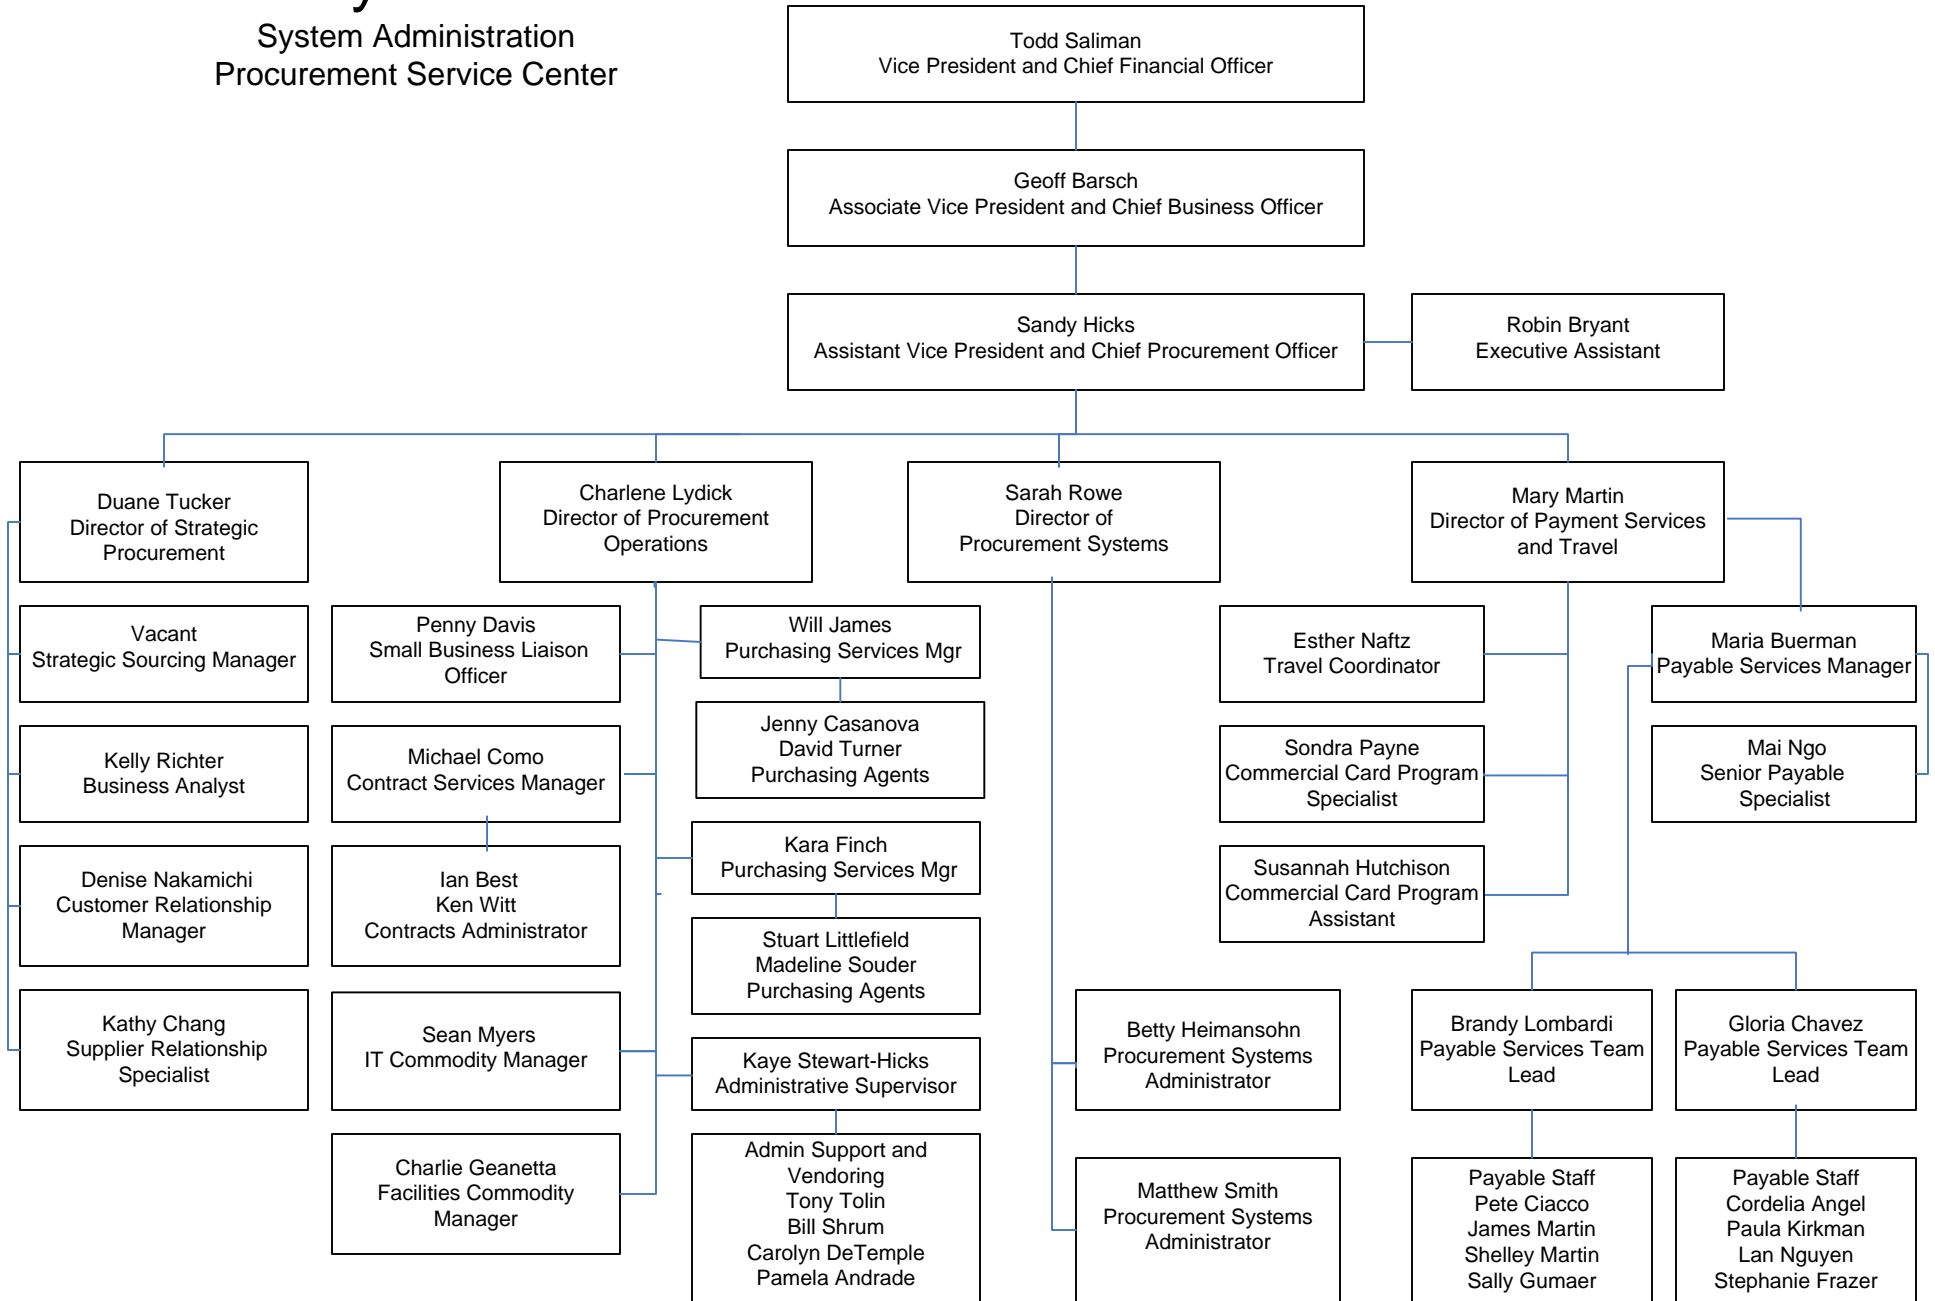 System Administration
Procurement Service Center
Todd Saliman
Vice President and Chief Financial Officer
Geoff Barsch
Associate Vice President and Chief Business Officer
Sandy Hicks
Assistant Vice President and Chief Procurement Officer
Robin Bryant
Executive Assistant
Duane Tucker
Director of Strategic
Procurement
Charlene Lydick
Director of Procurement
Operations
Sarah Rowe
Director of
Procurement Systems
Mary Martin
Director of Payment Services
and Travel
Vacant
Strategic Sourcing Manager
Kelly Richter
Business Analyst
Denise Nakamichi
Customer Relationship
Manager
Kathy Chang
Supplier Relationship
Specialist
Penny Davis
Small Business Liaison
Officer
Michael Como
Contract Services Manager
Ian Best
Ken Witt
Contracts Administrator
Sean Myers
IT Commodity Manager
Charlie Geanetta
Facilities Commodity
Manager
Will James
Purchasing Services Mgr
Jenny Casanova
David Turner
Purchasing Agents
Kara Finch
Purchasing Services Mgr
Stuart Littlefield
Madeline Souder
Purchasing Agents
Kaye Stewart-Hicks
Administrative Supervisor
Admin Support and
Vendoring
Tony Tolin
Bill Shrum
Carolyn DeTemple
Pamela Andrade
Betty Heimansohn
Procurement Systems
Administrator
Matthew Smith
Procurement Systems
Administrator
Esther Naftz
Travel Coordinator
Sondra Payne
Commercial Card Program
Specialist
Susannah Hutchison
Commercial Card Program
Assistant
Maria Buerman
Payable Services Manager
Mai Ngo
Senior Payable
Specialist
Brandy Lombardi
Payable Services Team
Lead
Gloria Chavez
Payable Services Team
Lead
Payable Staff
Pete Ciacco
James Martin
Shelley Martin
Sally Gumaer
Payable Staff
Cordelia Angel
Paula Kirkman
Lan Nguyen
Stephanie Frazer